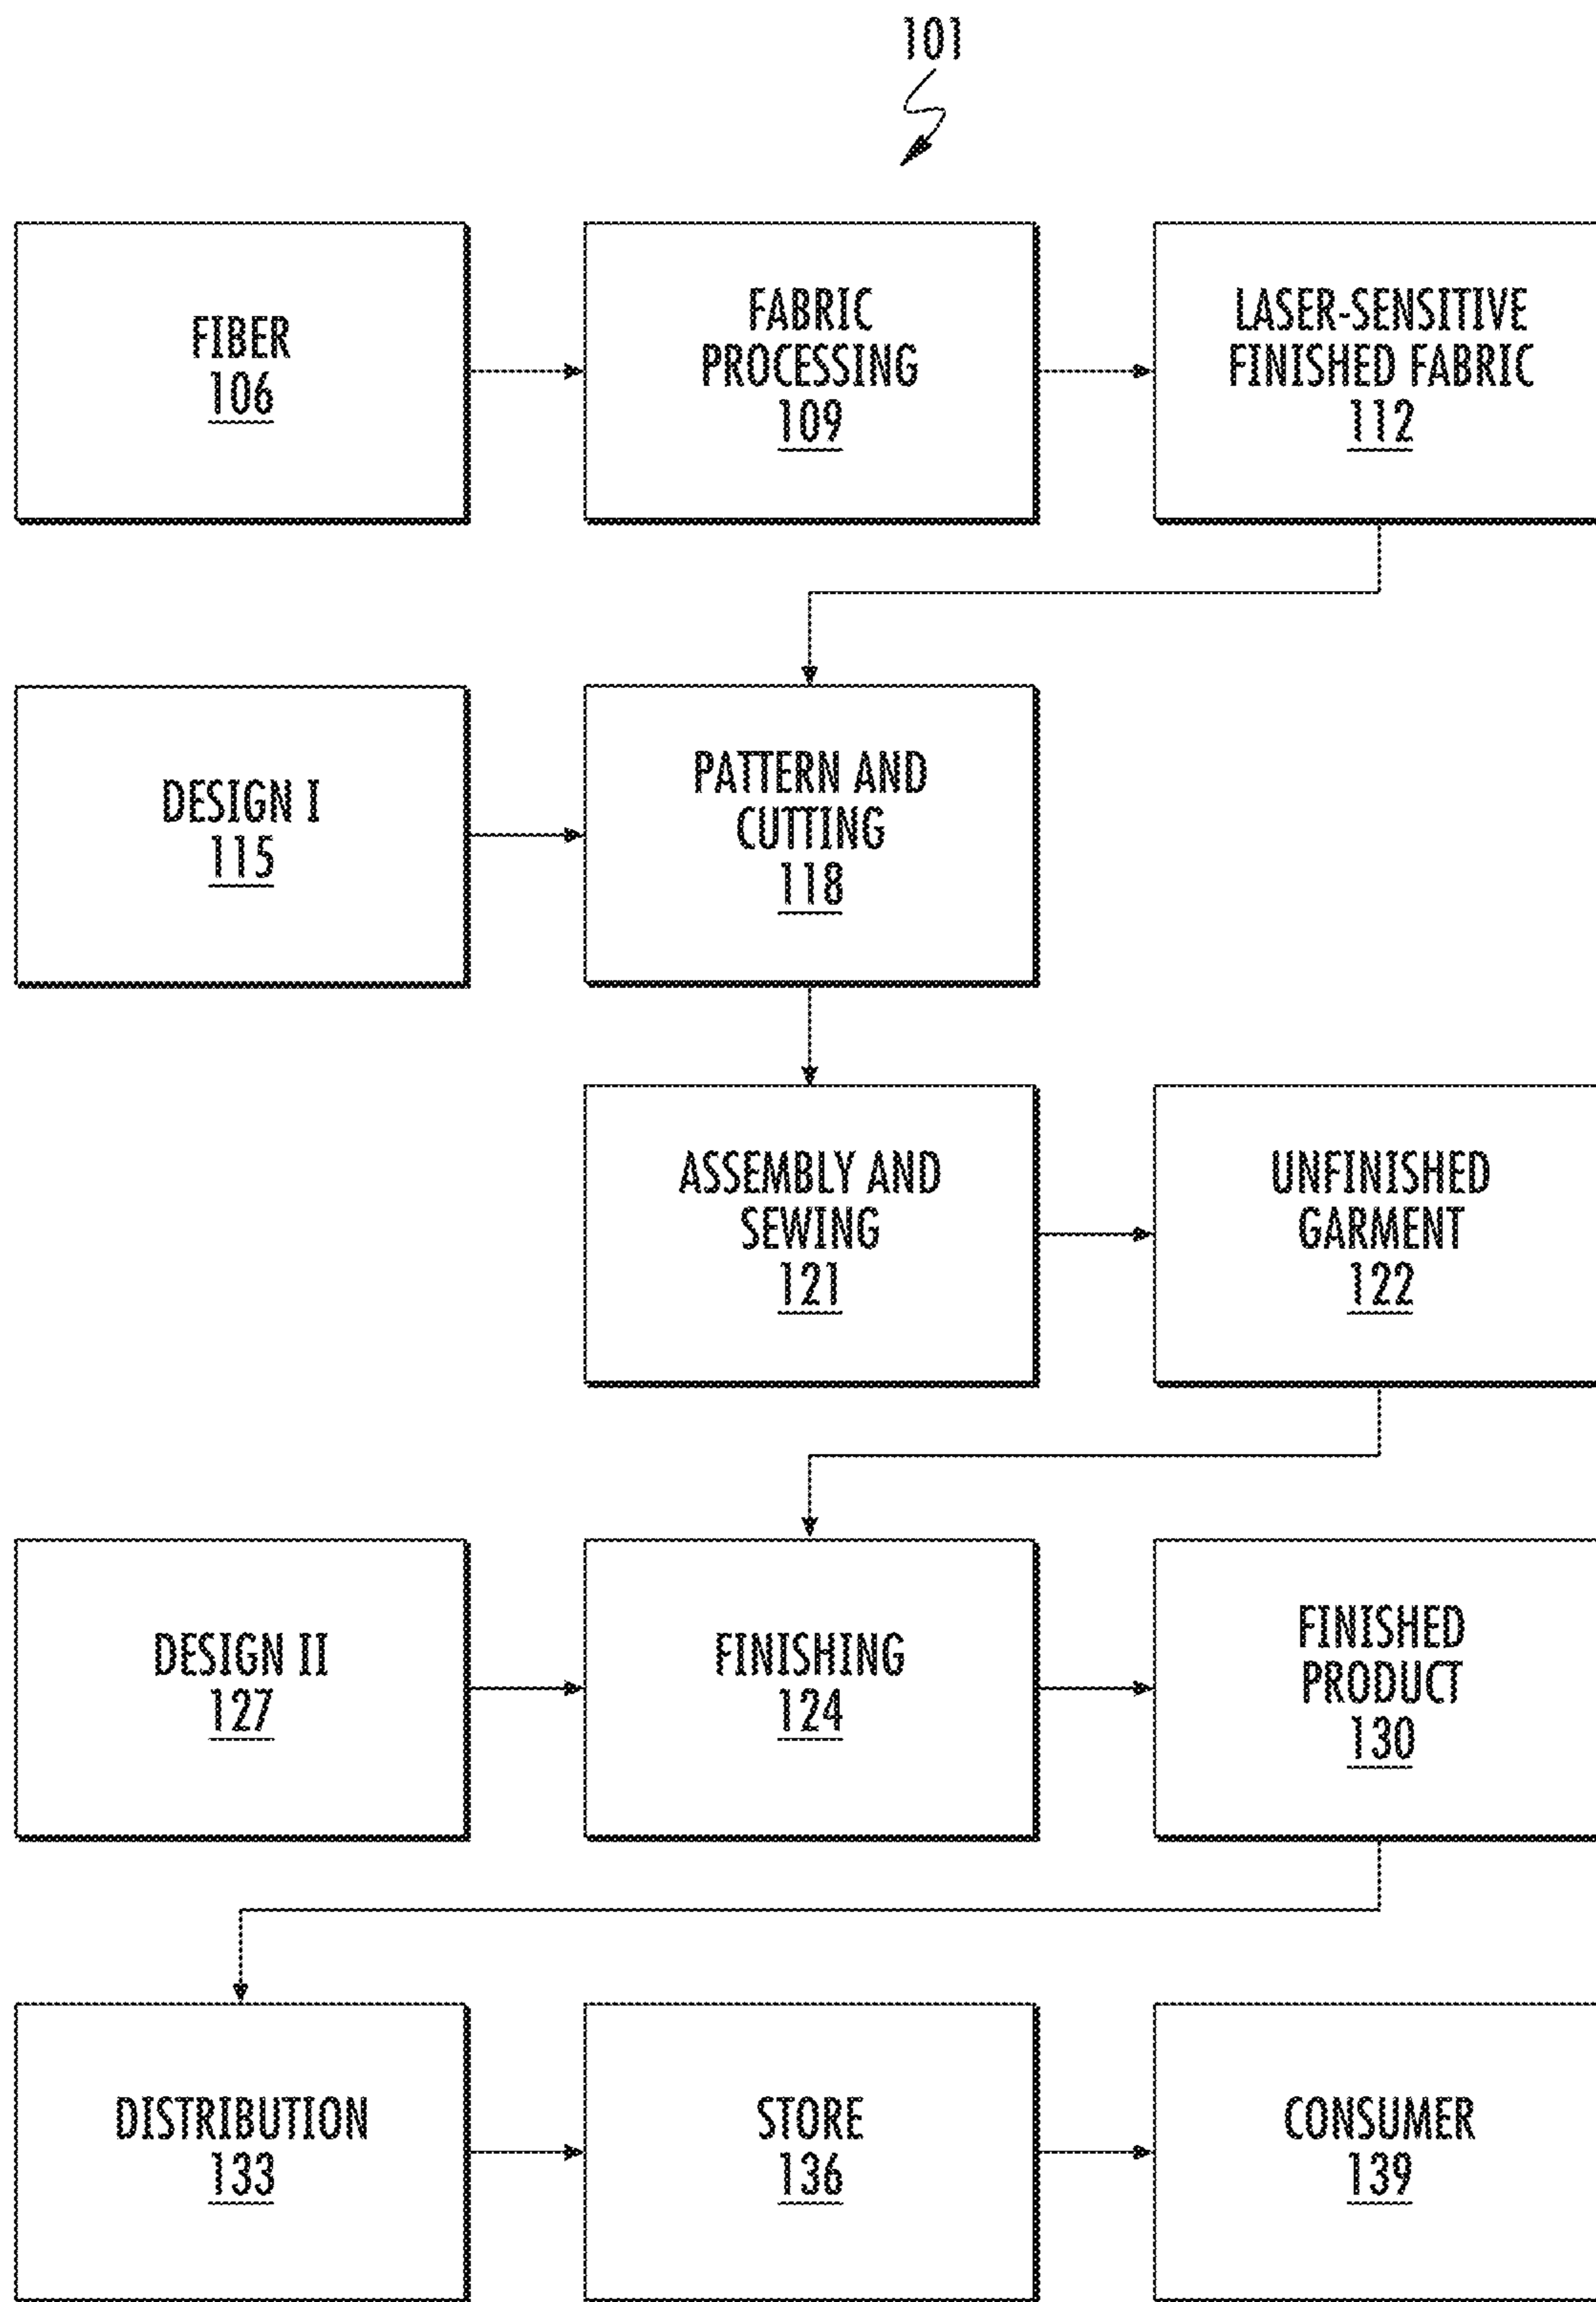 101
FIBER
106
FABRIC
PROCESSING
109
LASER-SENSITIVE
FINISHED FABRIC
112
DESIGN I
115
PATTERN AND
CUTTING
118
ASSEMBLY AND
SEWING
121
UNFINISHED
GARMENT
122
DESIGN II
127
FINISHING
124
FINISHED
PRODUCT
130
DISTRIBUTION
133
STORE
136
CONSUMER
139